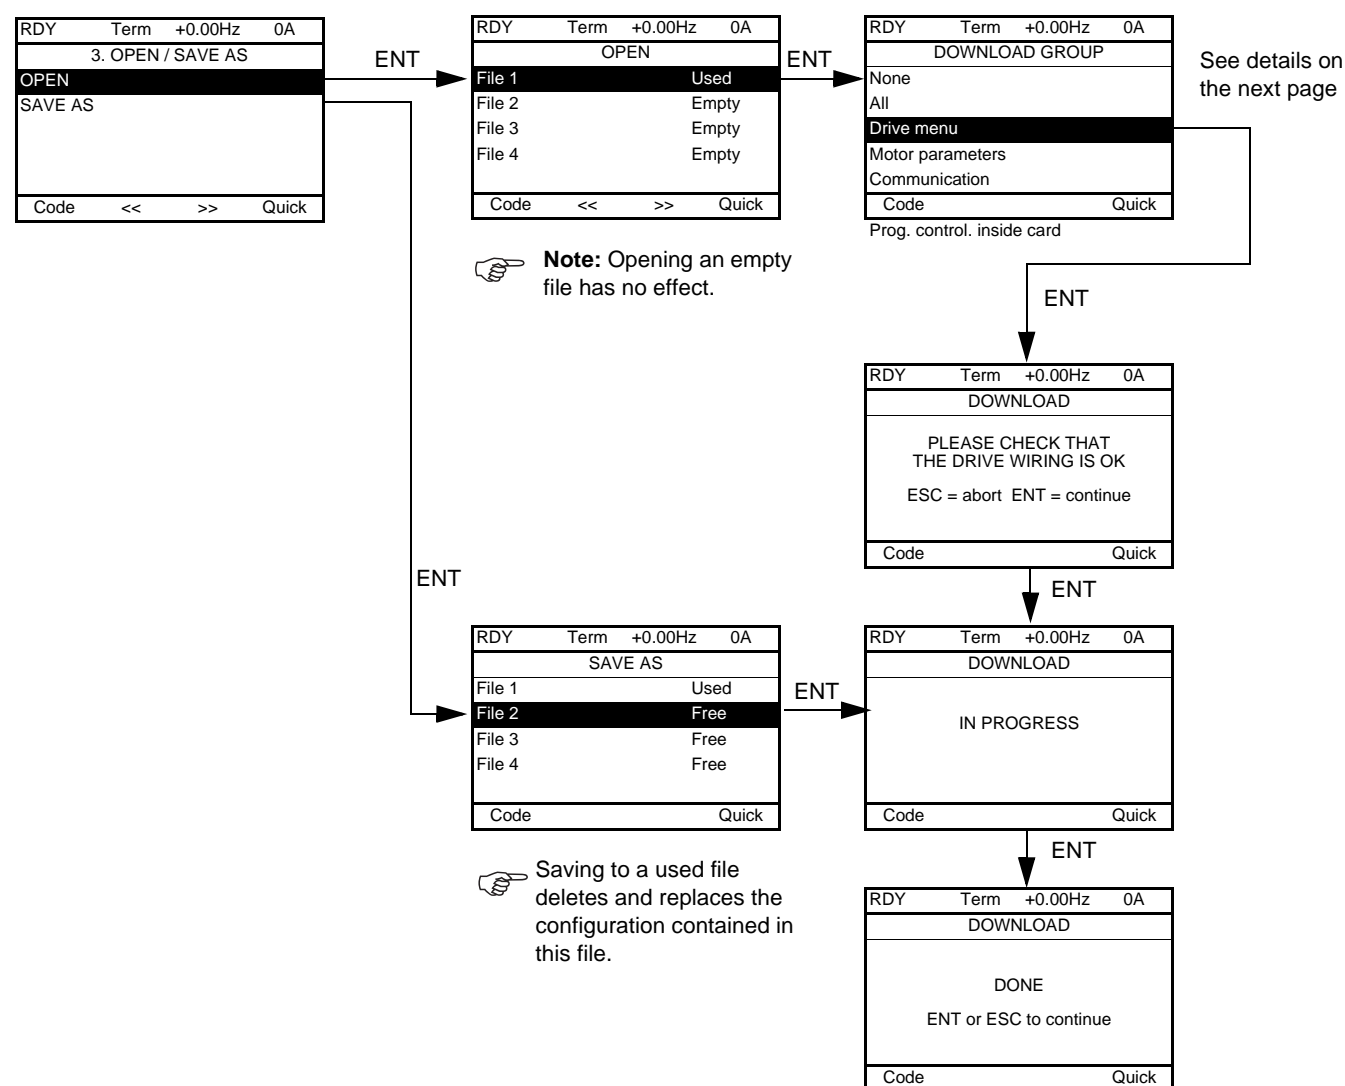 RDY Term +0.00Hz 0A
3. OPEN / SAVE AS
OPEN
SAVE AS
Code << >> Quick
ENT
RDY Term +0.00Hz 0A
OPEN
File 1 Used
File 2 Empty
File 3 Empty
File 4 Empty
Code << >> Quick
Note: Opening an empty
file has no effect.
ENT
RDY Term +0.00Hz 0A
DOWNLOAD GROUP
None
All
Drive menu
Motor parameters
Communication
Code Quick
Prog. control. inside card
See details on
the next page
ENT
RDY Term +0.00Hz 0A
DOWNLOAD
PLEASE CHECK THAT
THE DRIVE WIRING IS OK
ESC = abort ENT = continue
Code Quick
ENT
ENT
RDY Term +0.00Hz 0A
SAVE AS
File 1 Used
File 2 Free
File 3 Free
File 4 Free
Code Quick
Saving to a used file
deletes and replaces the
configuration contained in
this file.
ENT
RDY Term +0.00Hz 0A
DOWNLOAD
IN PROGRESS
Code Quick
ENT
RDY Term +0.00Hz 0A
DOWNLOAD
DONE
ENT or ESC to continue
Code Quick